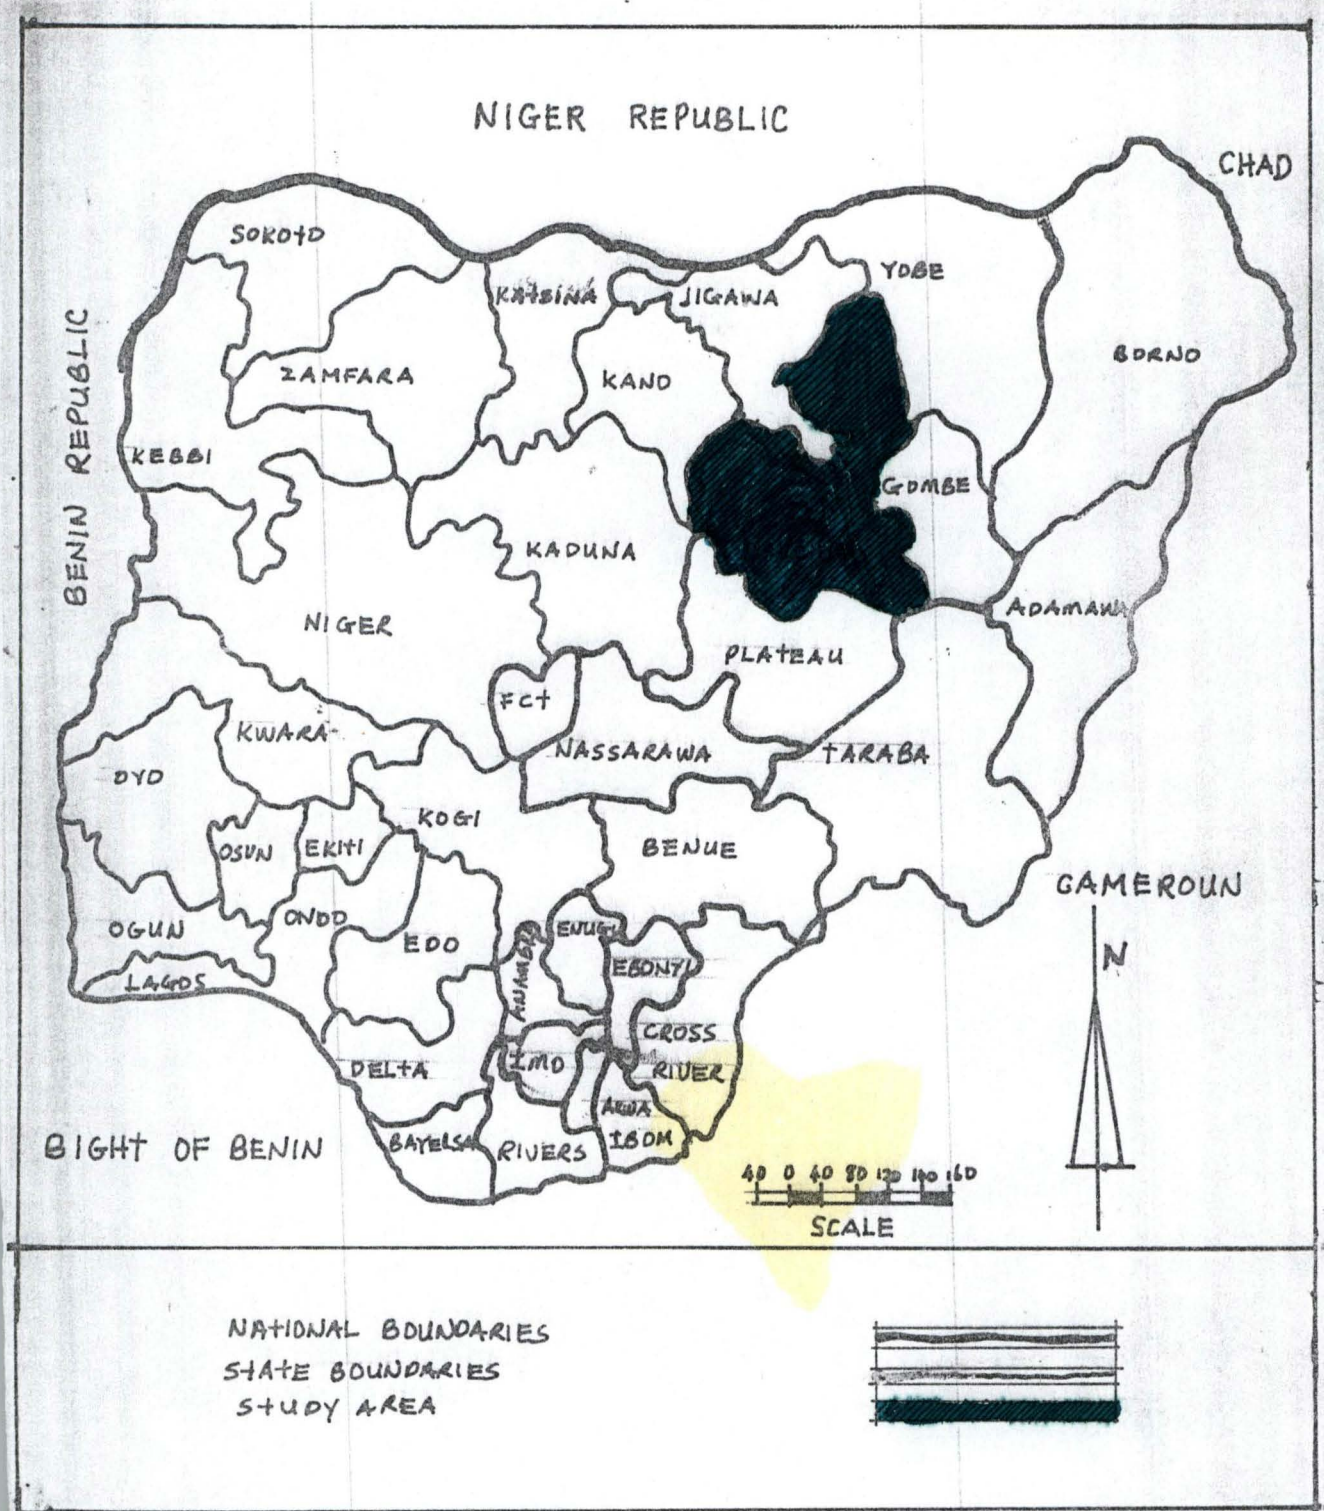 NIGER REPUBLIC
CHAD
SOKOTO
KATSINA
JIGAWA
YOBE
BORNO
ZAMFARA
KANO
BENIN REPUBLIC
KEBBI
GOMBE
KADUNA
ADAMAWA
NIGER
PLATEAU
FCT
KWARA
NASSARAWA
TARABA
OYO
KOGI
OSUN
EKITI
BENUE
CAMEROUN
OGUN
ONDO
EDO
ENUGU
EBONYI
N
LAGOS
ANAMBRA
CROSS
RIVER
DELTA
IMO
AKWA
IBOM
BIGHT OF BENIN
BAYELSA
RIVERS
40 0 40 80 120 140 160
SCALE
NATIONAL BOUNDARIES
STATE BOUNDARIES
STUDY AREA